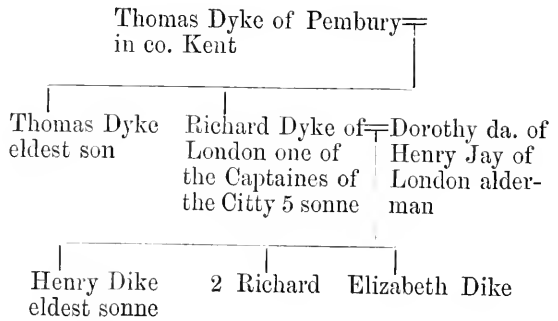 Thomas Dyke of Pembury
in co. Kent
Thomas Dyke
eldest son
Richard Dyke of
London one of
the Captaines of
the Citty 5 sonne
Dorothy da. of
Henry Jay of
London alder-
man
Henry Dike
eldest sonne
2 Richard
Elizabeth Dike